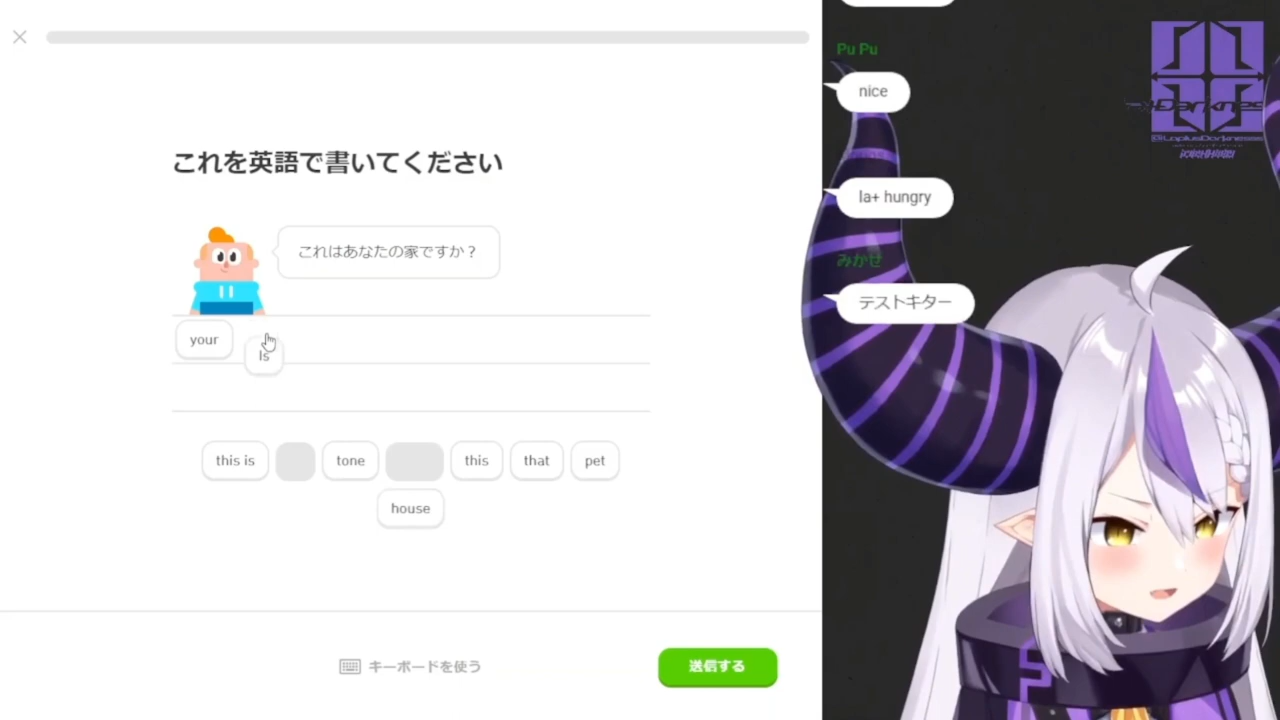 これを英語で書いてください
これはあなたの家ですか？
your
Is
this is
tone
this
that
pet
house
キーボードを使う
送信する
Pu Pu
nice
la+ hungry
みかせ
テストキター
Darknes
@LaplusDarknesss